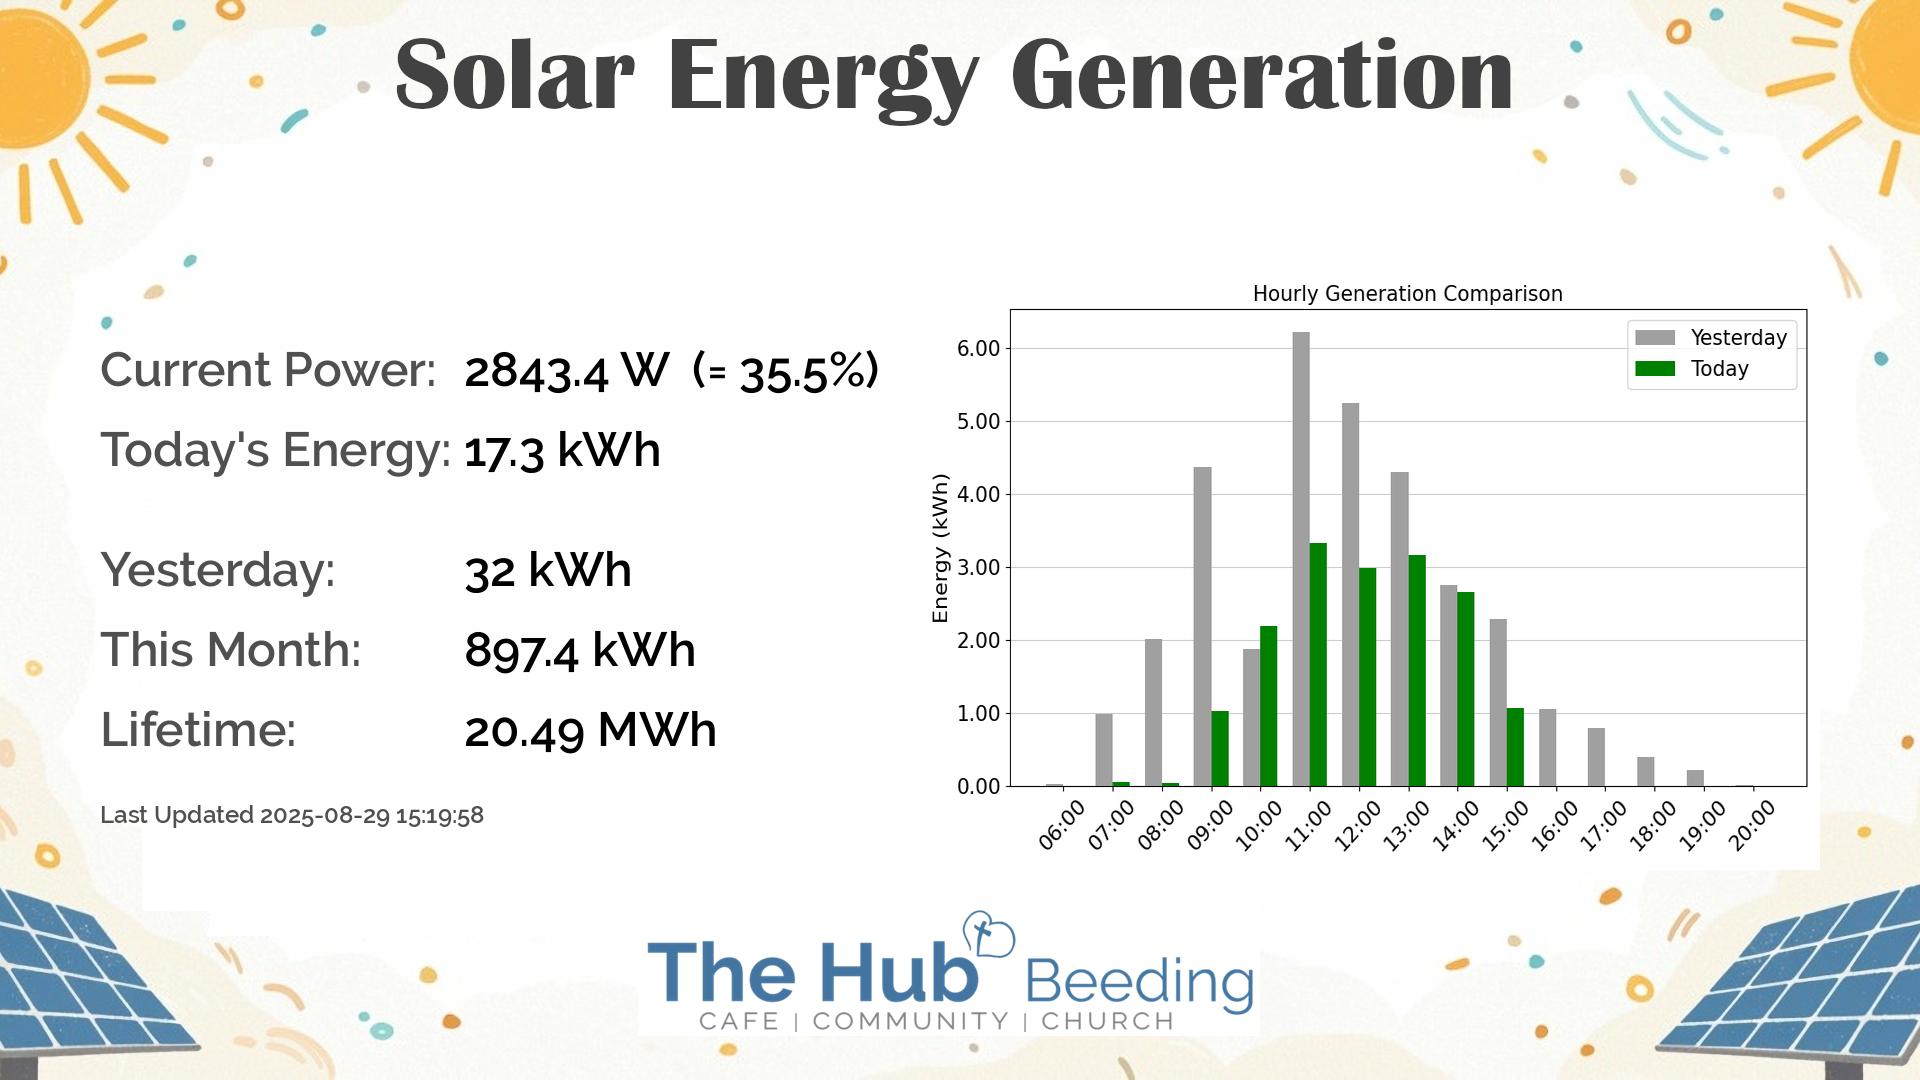 Solar Energy Generation
Current Power: 2843.4 W (= 35.5%)
Today's Energy: 17.3 kWh
Yesterday: 32 kWh
This Month: 897.4 kWh
Lifetime: 20.49 MWh
Last Updated 2025-08-29 15:19:58
Hourly Generation Comparison
Yesterday
Today
Energy (kWh)
6.00
5.00
4.00
3.00
2.00
1.00
0.00
06:00 07:00 08:00 09:00 10:00 11:00 12:00 13:00 14:00 15:00 16:00 17:00 18:00 19:00 20:00
The Hub Beeding
CAFE | COMMUNITY | CHURCH